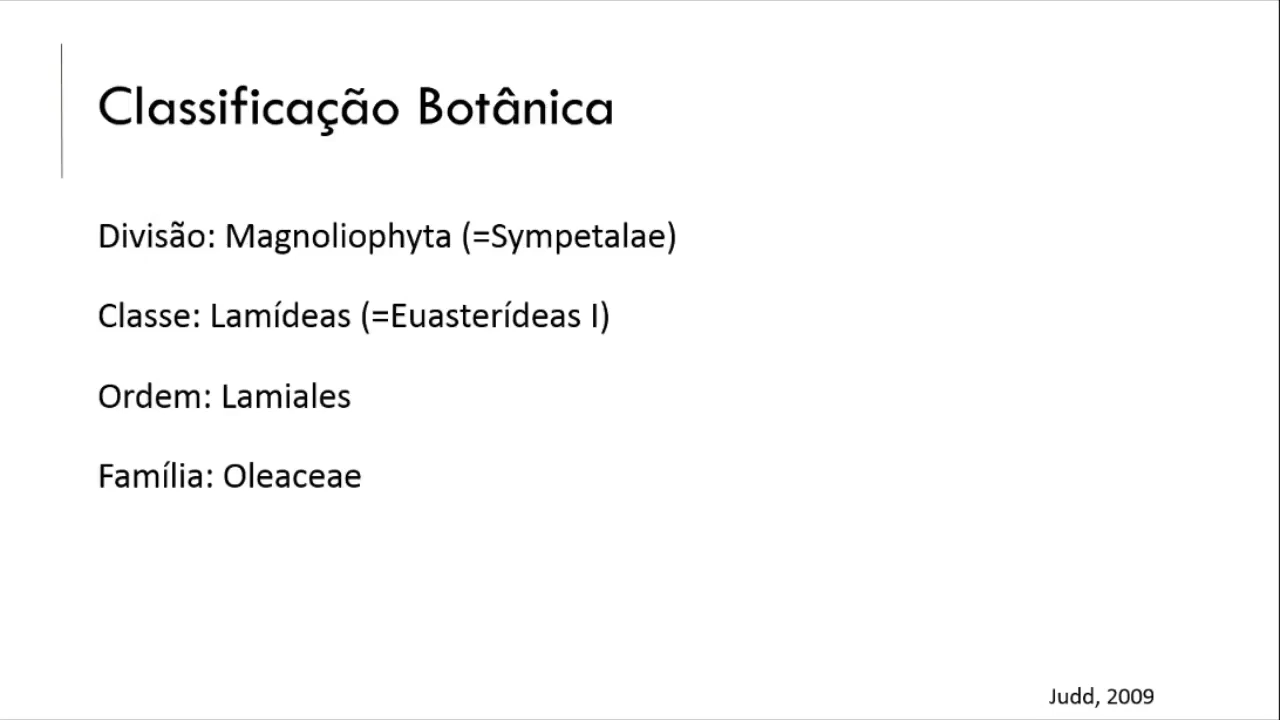 Classificação Botânica
Divisão: Magnoliophyta (=Sympetalae)
Classe: Lamídeas (=Euasterídeas I)
Ordem: Lamiales
Família: Oleaceae
Judd, 2009